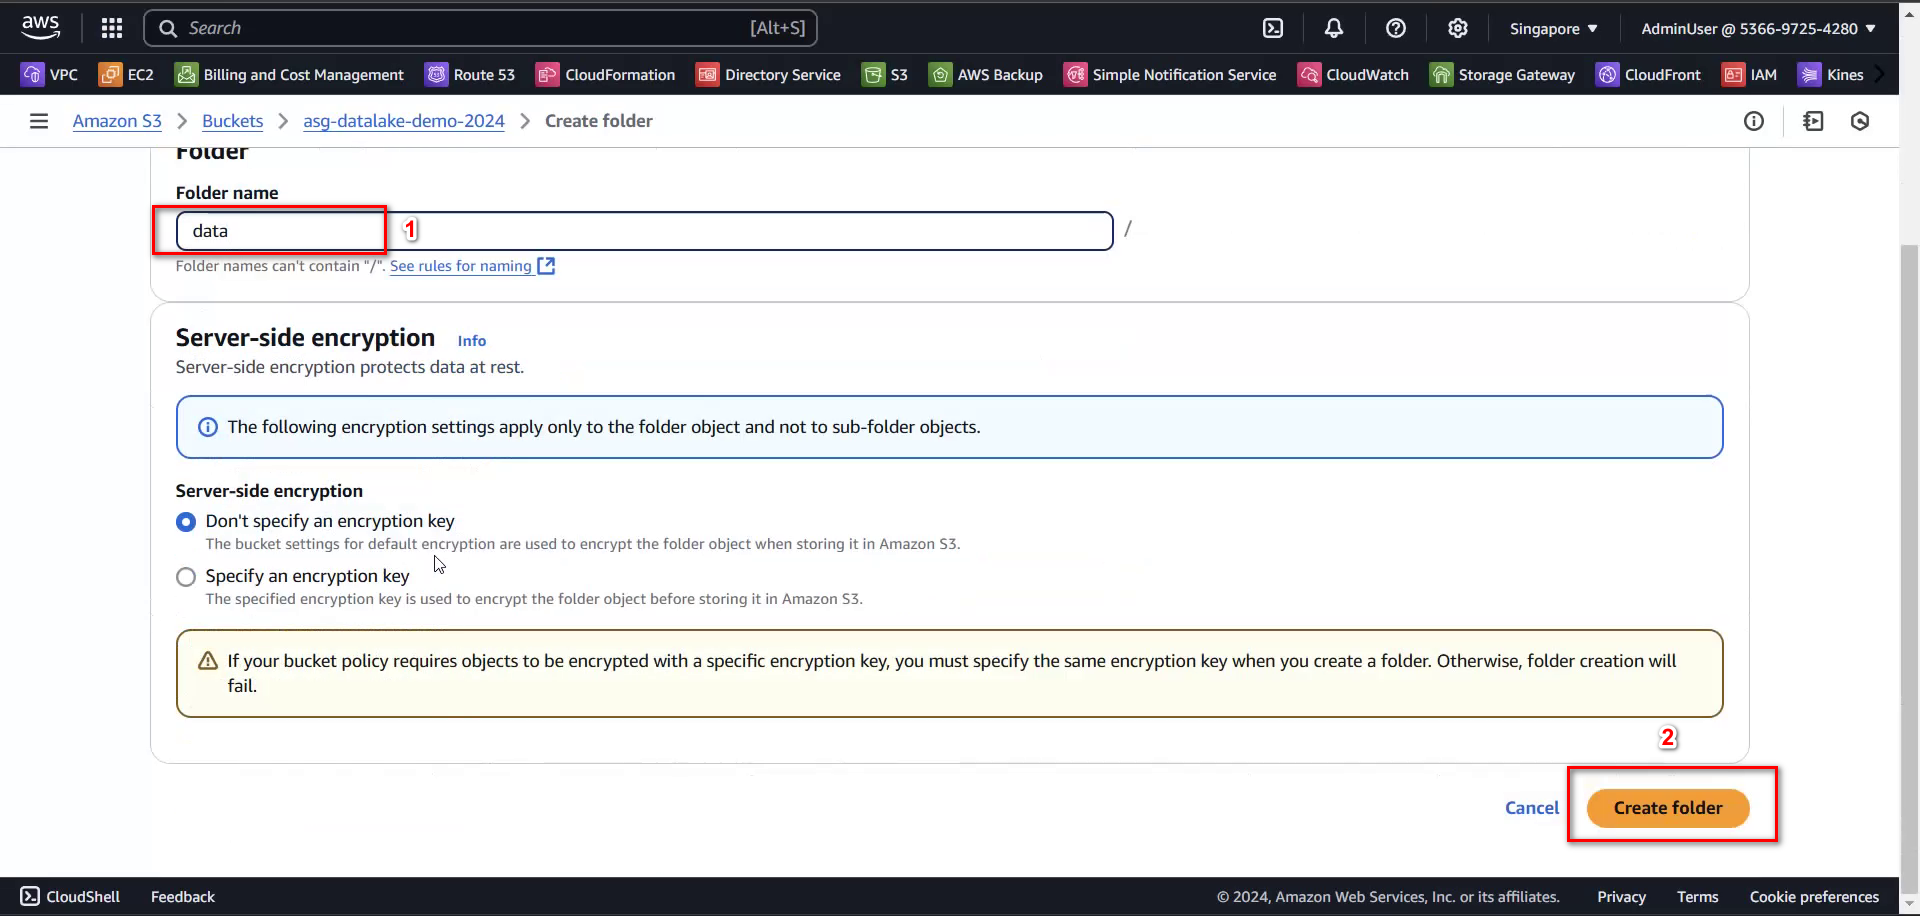 aws Search [Alt+S] Singapore AdminUser @ 5366-9725-4280
VPC EC2 Billing and Cost Management Route 53 CloudFormation Directory Service S3 AWS Backup Simple Notification Service CloudWatch Storage Gateway CloudFront IAM Kines
Amazon S3 > Buckets > asg-datalake-demo-2024 > Create folder
Folder
Folder name
data 1 /
Folder names can't contain "/". See rules for naming
Server-side encryption Info
Server-side encryption protects data at rest.
The following encryption settings apply only to the folder object and not to sub-folder objects.
Server-side encryption
Don't specify an encryption key
The bucket settings for default encryption are used to encrypt the folder object when storing it in Amazon S3.
Specify an encryption key
The specified encryption key is used to encrypt the folder object before storing it in Amazon S3.
If your bucket policy requires objects to be encrypted with a specific encryption key, you must specify the same encryption key when you create a folder. Otherwise, folder creation will
fail.
2
Cancel Create folder
CloudShell Feedback © 2024, Amazon Web Services, Inc. or its affiliates. Privacy Terms Cookie preferences